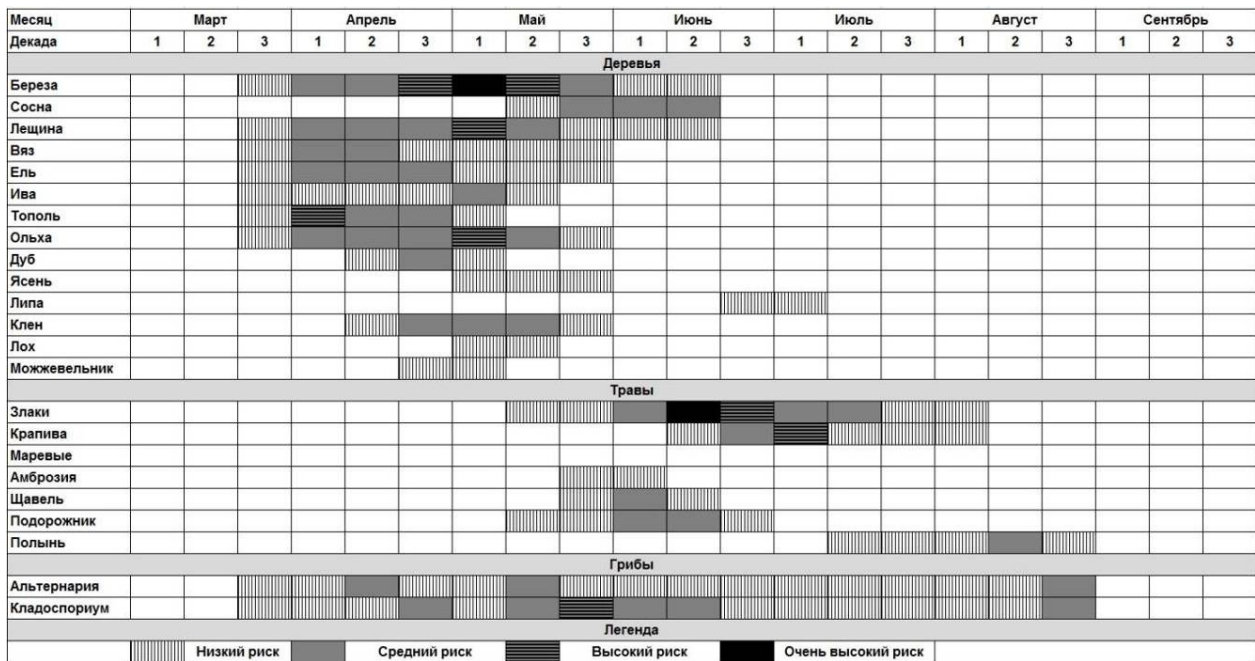 Месяц Март Апрель Май Июнь Июль Август Сентябрь
Декада 1 2 3 1 2 3 1 2 3 1 2 3 1 2 3 1 2 3 1 2 3
Деревья
Береза
Сосна
Лещина
Вяз
Ель
Ива
Тополь
Ольха
Дуб
Ясень
Липа
Клен
Лох
Можжевельник
Травы
Злаки
Крапива
Маревые
Амброзия
Щавель
Подорожник
Полынь
Грибы
Альтернария
Кладоспориум
Легенда
Низкий риск Средний риск Высокий риск Очень высокий риск